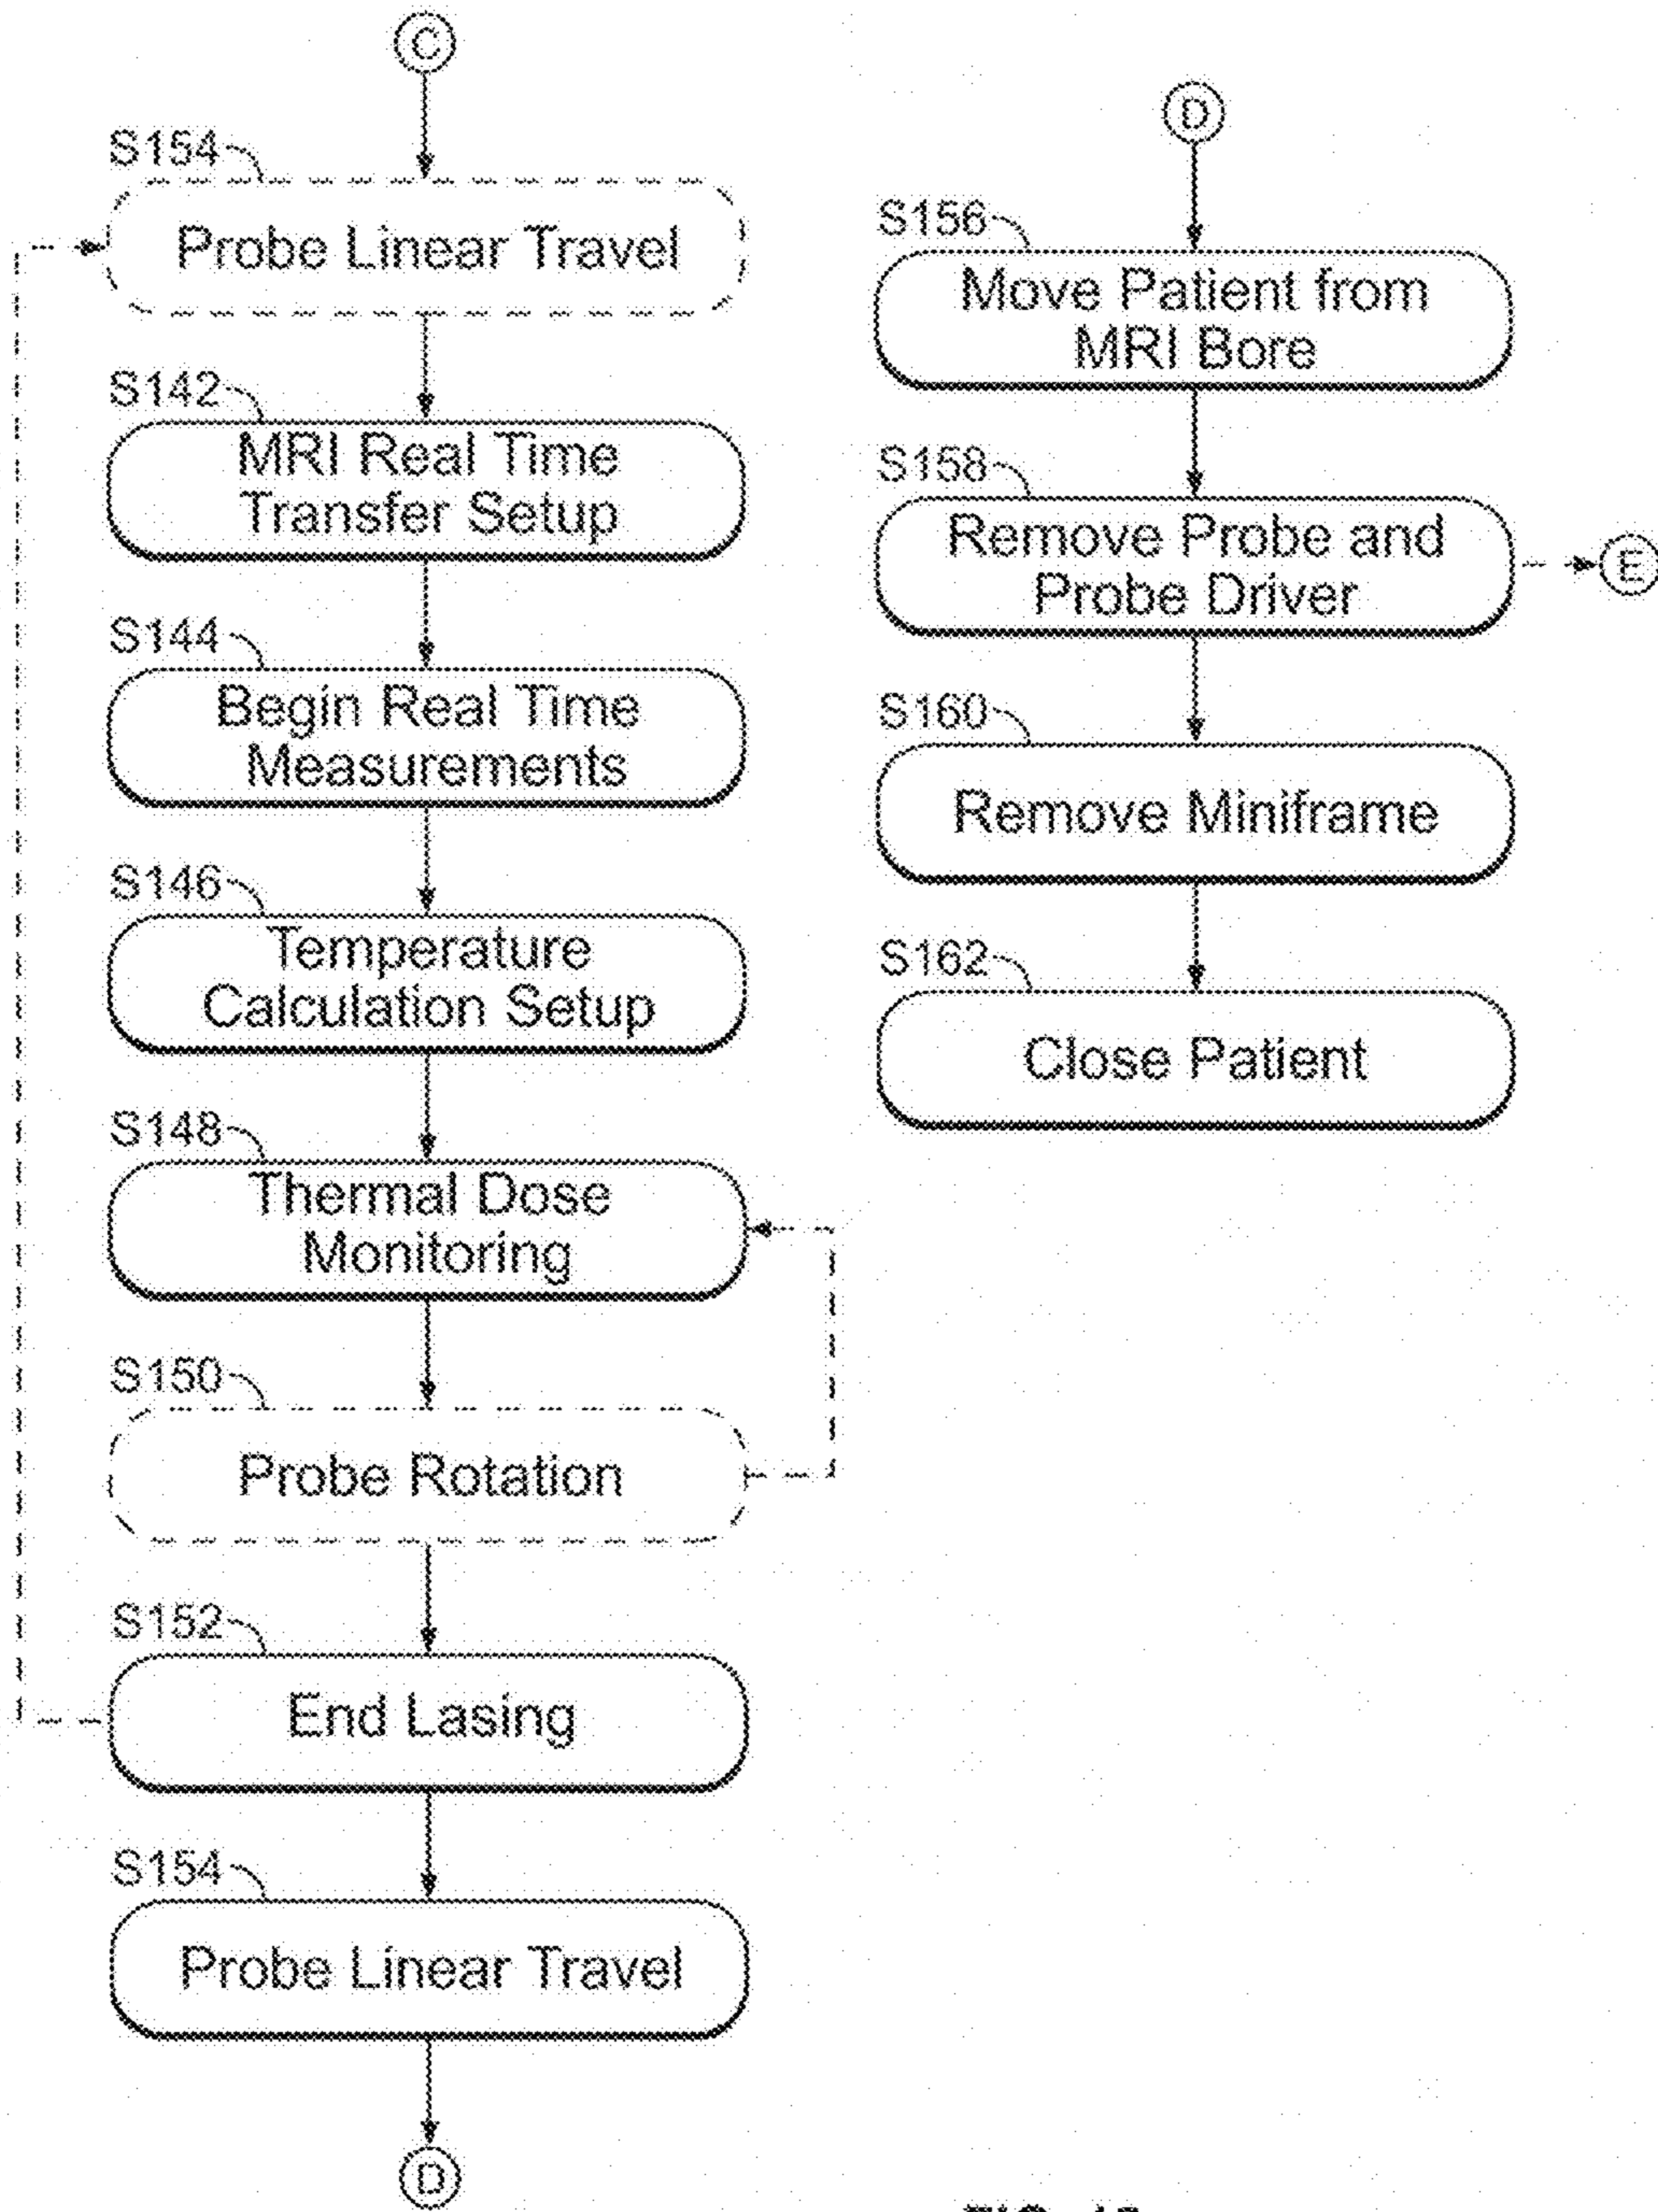 C
S154
Probe Linear Travel
S142
MRI Real Time
Transfer Setup
S144
Begin Real Time
Measurements
S146
Temperature
Calculation Setup
S148
Thermal Dose
Monitoring
S150
Probe Rotation
S152
End Lasing
S154
Probe Linear Travel
D
D
S156
Move Patient from
MRI Bore
S158
Remove Probe and
Probe Driver
E
S160
Remove Miniframe
S162
Close Patient